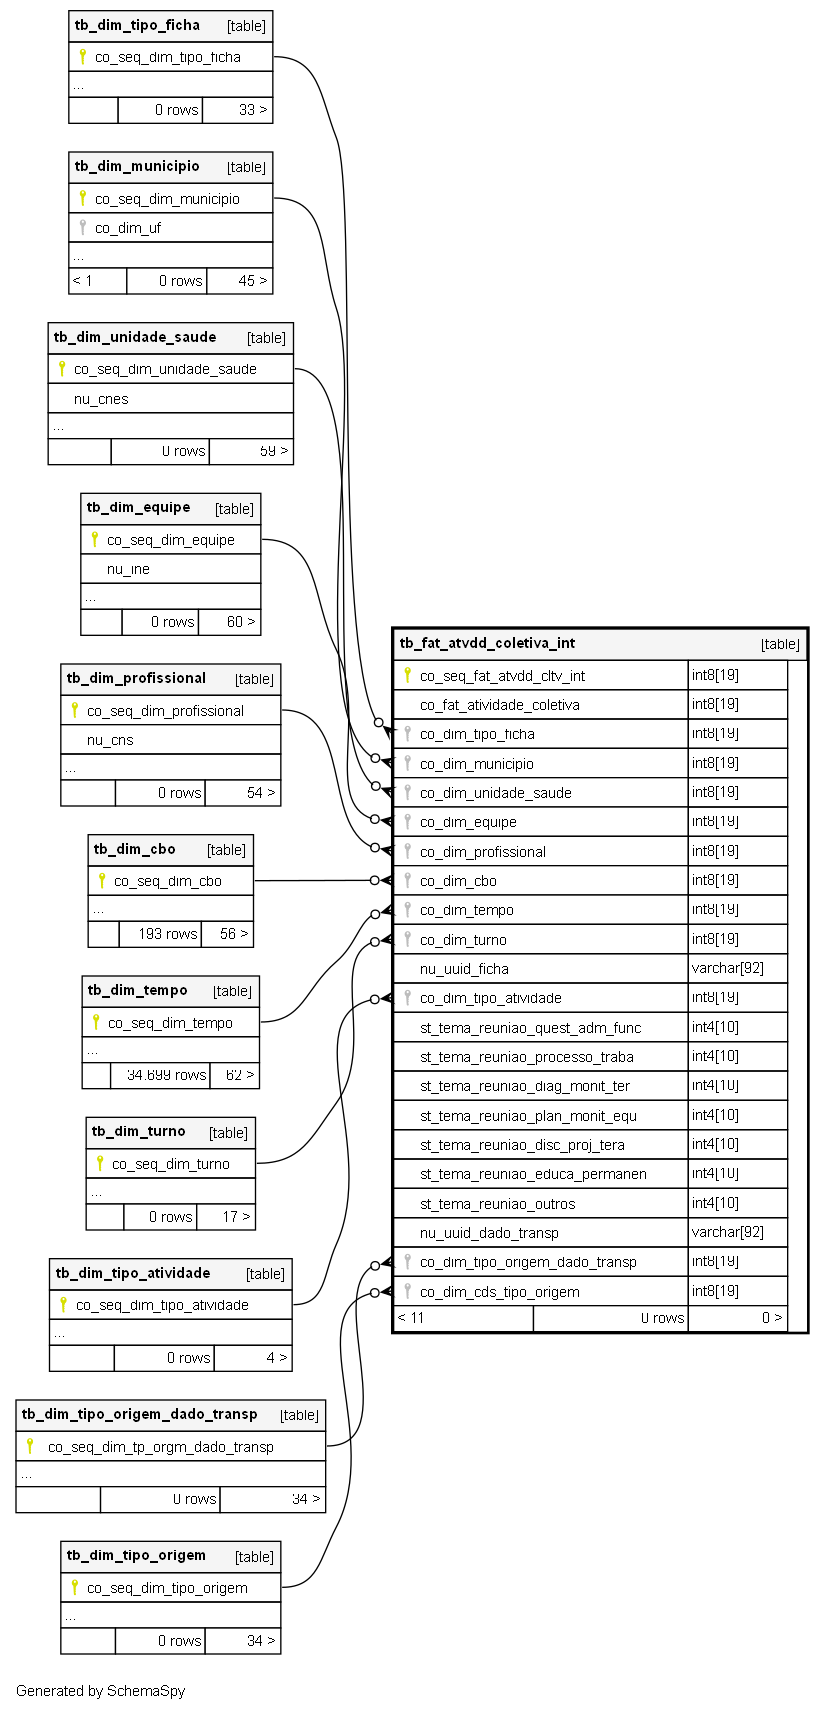 tb_dim_tipo_ficha [table]
co_seq_dim_tipo_ficha
...
0 rows 33 >
tb_dim_municipio [table]
co_seq_dim_municipio
co_dim_uf
...
< 1 0 rows 45 >
tb_dim_unidade_saude [table]
co_seq_dim_unidade_saude
nu_cnes
...
0 rows 59 >
tb_dim_equipe [table]
co_seq_dim_equipe
nu_ine
...
0 rows 60 >
tb_dim_profissional [table]
co_seq_dim_profissional
nu_cns
...
0 rows 54 >
tb_dim_cbo [table]
co_seq_dim_cbo
...
193 rows 56 >
tb_dim_tempo [table]
co_seq_dim_tempo
...
34.699 rows 62 >
tb_dim_turno [table]
co_seq_dim_turno
...
0 rows 17 >
tb_dim_tipo_atividade [table]
co_seq_dim_tipo_atividade
...
0 rows 4 >
tb_dim_tipo_origem_dado_transp [table]
co_seq_dim_tp_orgm_dado_transp
...
0 rows 34 >
tb_dim_tipo_origem [table]
co_seq_dim_tipo_origem
...
0 rows 34 >
tb_fat_atvdd_coletiva_int [table]
co_seq_fat_atvdd_cltv_int int8[19]
co_fat_atividade_coletiva int8[19]
co_dim_tipo_ficha int8[19]
co_dim_municipio int8[19]
co_dim_unidade_saude int8[19]
co_dim_equipe int8[19]
co_dim_profissional int8[19]
co_dim_cbo int8[19]
co_dim_tempo int8[19]
co_dim_turno int8[19]
nu_uuid_ficha varchar[92]
co_dim_tipo_atividade int8[19]
st_tema_reuniao_quest_adm_func int4[10]
st_tema_reuniao_processo_traba int4[10]
st_tema_reuniao_diag_monit_ter int4[10]
st_tema_reuniao_plan_monit_equ int4[10]
st_tema_reuniao_disc_proj_tera int4[10]
st_tema_reuniao_educa_permanen int4[10]
st_tema_reuniao_outros int4[10]
nu_uuid_dado_transp varchar[92]
co_dim_tipo_origem_dado_transp int8[19]
co_dim_cds_tipo_origem int8[19]
< 11 0 rows 0 >
Generated by SchemaSpy